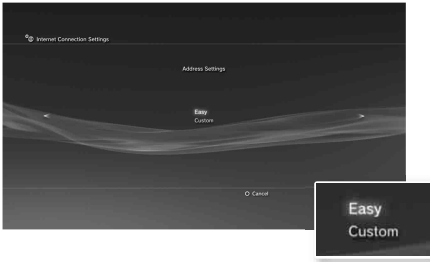 Internet Connection Settings
Address Settings
Easy
Custom
Cancel
Easy
Custom